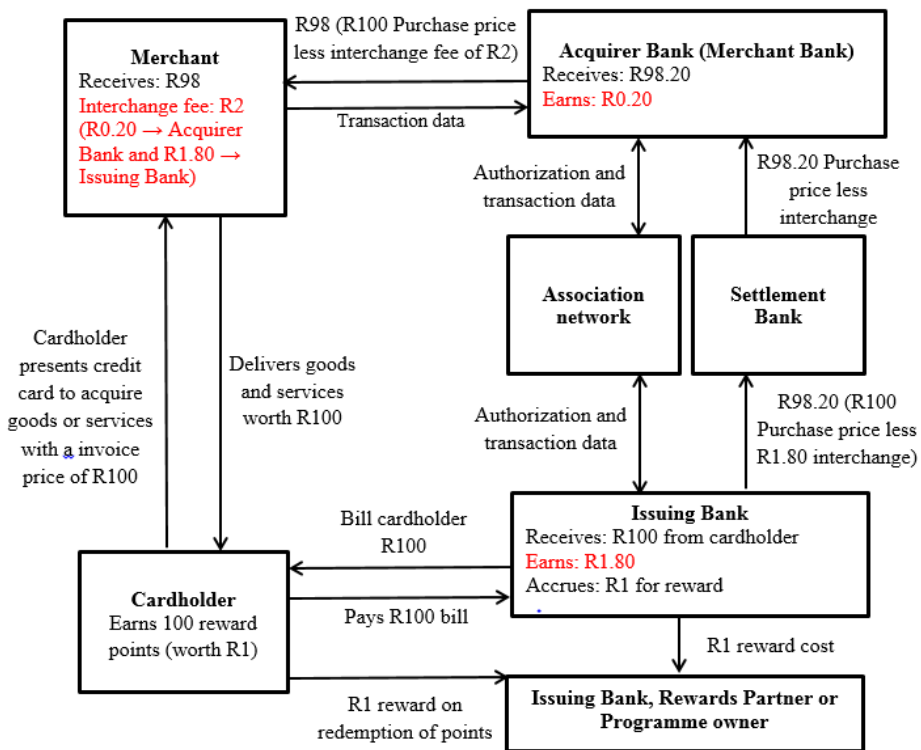 R98 (R100 Purchase price
less interchange fee of R2)
Merchant
Receives: R98
Interchange fee: R2
(R0.20 → Acquirer
Bank and R1.80 →
Issuing Bank)
Acquirer Bank (Merchant Bank)
Receives: R98.20
Earns: R0.20
Transaction data
Authorization and
transaction data
R98.20 Purchase
price less
interchange
Association
network
Settlement
Bank
Cardholder
presents credit
card to acquire
goods or services
with a invoice
price of R100
Delivers goods
and services
worth R100
Authorization and
transaction data
R98.20 (R100
Purchase price less
R1.80 interchange)
Bill cardholder
R100
Issuing Bank
Receives: R100 from cardholder
Earns: R1.80
Accrues: R1 for reward
Cardholder
Earns 100 reward
points (worth R1)
Pays R100 bill
R1 reward cost
R1 reward on
redemption of points
Issuing Bank, Rewards Partner or
Programme owner